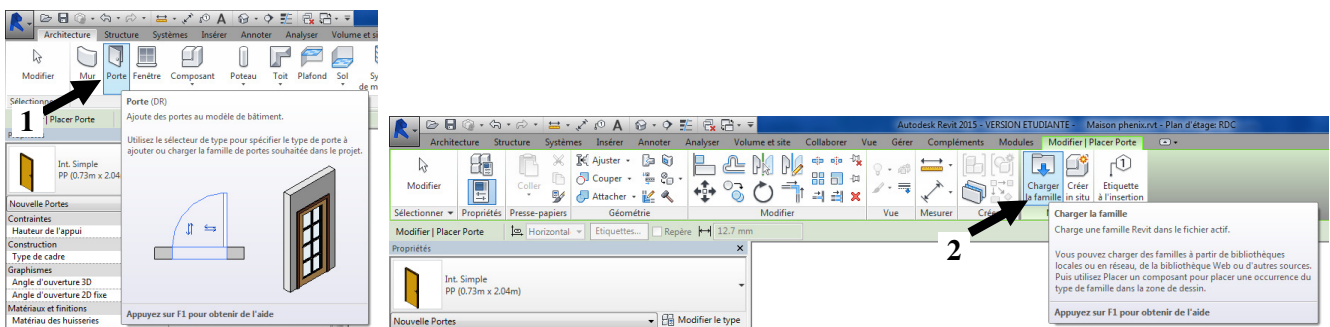 Architecture Structure Systèmes Insérer Annoter Analyser Volume et si
Modifier Mur Porte Fenêtre Composant Poteau Toit Plafond Sol Sy
de m
Sélectionner
1
Placer Porte
Porte (DR)
Ajoute des portes au modèle de bâtiment.
Utilisez le sélecteur de type pour spécifier le type de porte à
ajouter ou charger la famille de portes souhaitée dans le projet.
Appuyez sur F1 pour obtenir de l'aide
Int. Simple
PP (0.73m x 2.04
Nouvelle Portes
Contraintes
Hauteur de l'appui
Construction
Type de cadre
Graphismes
Angle d'ouverture 3D
Angle d'ouverture 2D fixe
Matériaux et finitions
Matériau des huisseries
Autodesk Revit 2015 - VERSION ETUDIANTE - Maison phenix.rvt - Plan d'étage: RDC
Architecture Structure Systèmes Insérer Annoter Analyser Volume et site Collaborer Vue Gérer Compléments Modules Modifier | Placer Porte
Modifier
Coller
Ajuster
Couper
Attacher
Charger
la famille
Créer
in situ
Etiquette
à l'insertion
Sélectionner Propriétés Presse-papiers Géométrie Modifier Vue Mesurer
Modifier | Placer Porte Horizontal Etiquettes... Repère 12.7 mm
2
Charger la famille
Charge une famille Revit dans le fichier actif.
Vous pouvez charger des familles à partir de bibliothèques
locales ou en réseau, de la bibliothèque Web ou d'autres sources.
Puis utilisez Placer un composant pour placer une occurrence du
type de famille dans la zone de dessin.
Appuyez sur F1 pour obtenir de l'aide
Propriétés
Int. Simple
PP (0.73m x 2.04m)
Nouvelle Portes Modifier le type